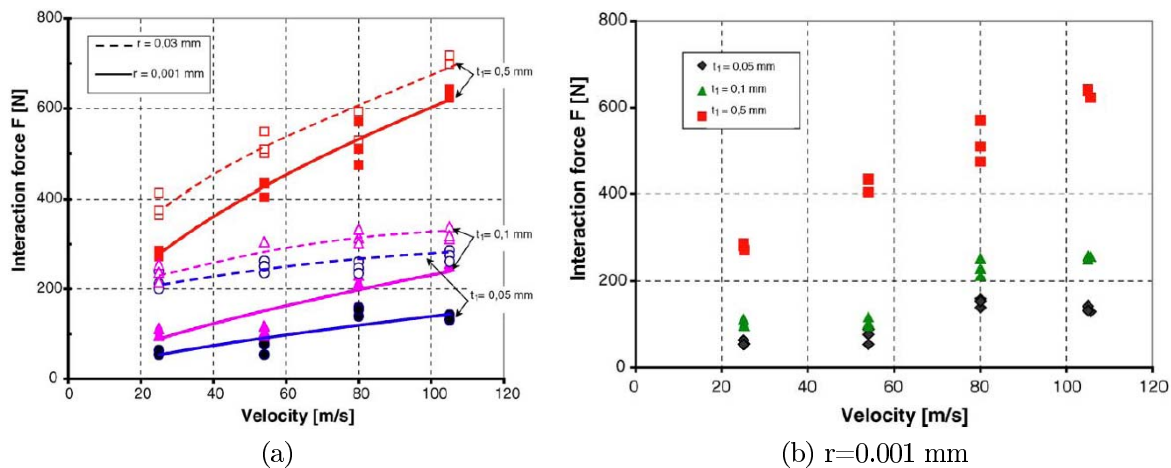 800
600
400
200
0
Interaction force F [N]
r = 0.03 mm
r = 0,001 mm
t1= 0,5 mm
t1= 0,1 mm
t1= 0,05 mm
0 20 40 60 80 100 120
Velocity [m/s]
(a)
800
600
400
200
0
Interaction force F [N]
t1= 0,05 mm
t1= 0,1 mm
t1= 0,5 mm
0 20 40 60 80 100 120
Velocity [m/s]
(b) r=0.001 mm